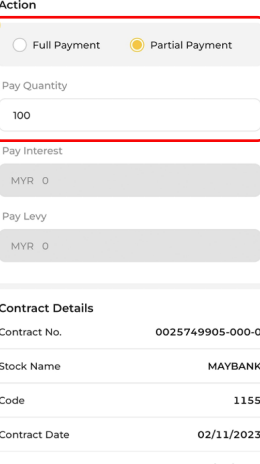 Action
Full Payment Partial Payment
Pay Quantity
100
Pay Interest
MYR 0
Pay Levy
MYR 0
Contract Details
Contract No. 0025749905-000-0
Stock Name MAYBANK
Code 1155
Contract Date 02/11/2023